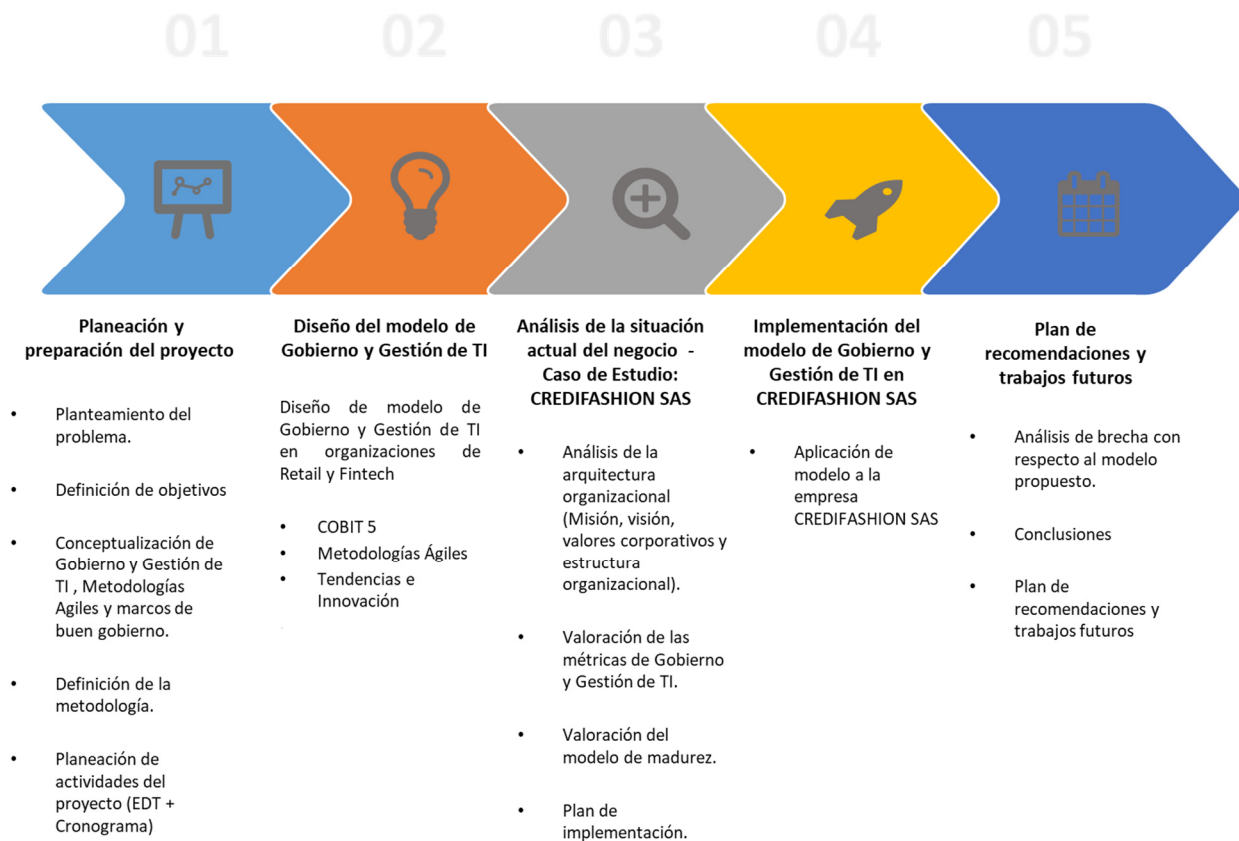 01
02
03
04
05
Planeación y
preparación del proyecto
• Planteamiento del
problema.
• Definición de objetivos
• Conceptualización de
Gobierno y Gestión de
TI , Metodologías
Agiles y marcos de
buen gobierno.
• Definición de la
metodología.
• Planeación de
actividades del
proyecto (EDT +
Cronograma)
Diseño del modelo de
Gobierno y Gestión de TI
Diseño de modelo de
Gobierno y Gestión de TI
en organizaciones de
Retail y Fintech
• COBIT 5
• Metodologías Ágiles
• Tendencias e
Innovación
Análisis de la situación
actual del negocio -
Caso de Estudio:
CREDIFASHION SAS
• Análisis de la
arquitectura
organizacional
(Misión, visión,
valores corporativos y
estructura
organizacional).
• Valoración de las
métricas de Gobierno
y Gestión de TI.
• Valoración del
modelo de madurez.
• Plan de
implementación.
Implementación del
modelo de Gobierno y
Gestión de TI en
CREDIFASHION SAS
• Aplicación de
modelo a la
empresa
CREDIFASHION SAS
Plan de
recomendaciones y
trabajos futuros
• Análisis de brecha con
respecto al modelo
propuesto.
• Conclusiones
• Plan de
recomendaciones y
trabajos futuros